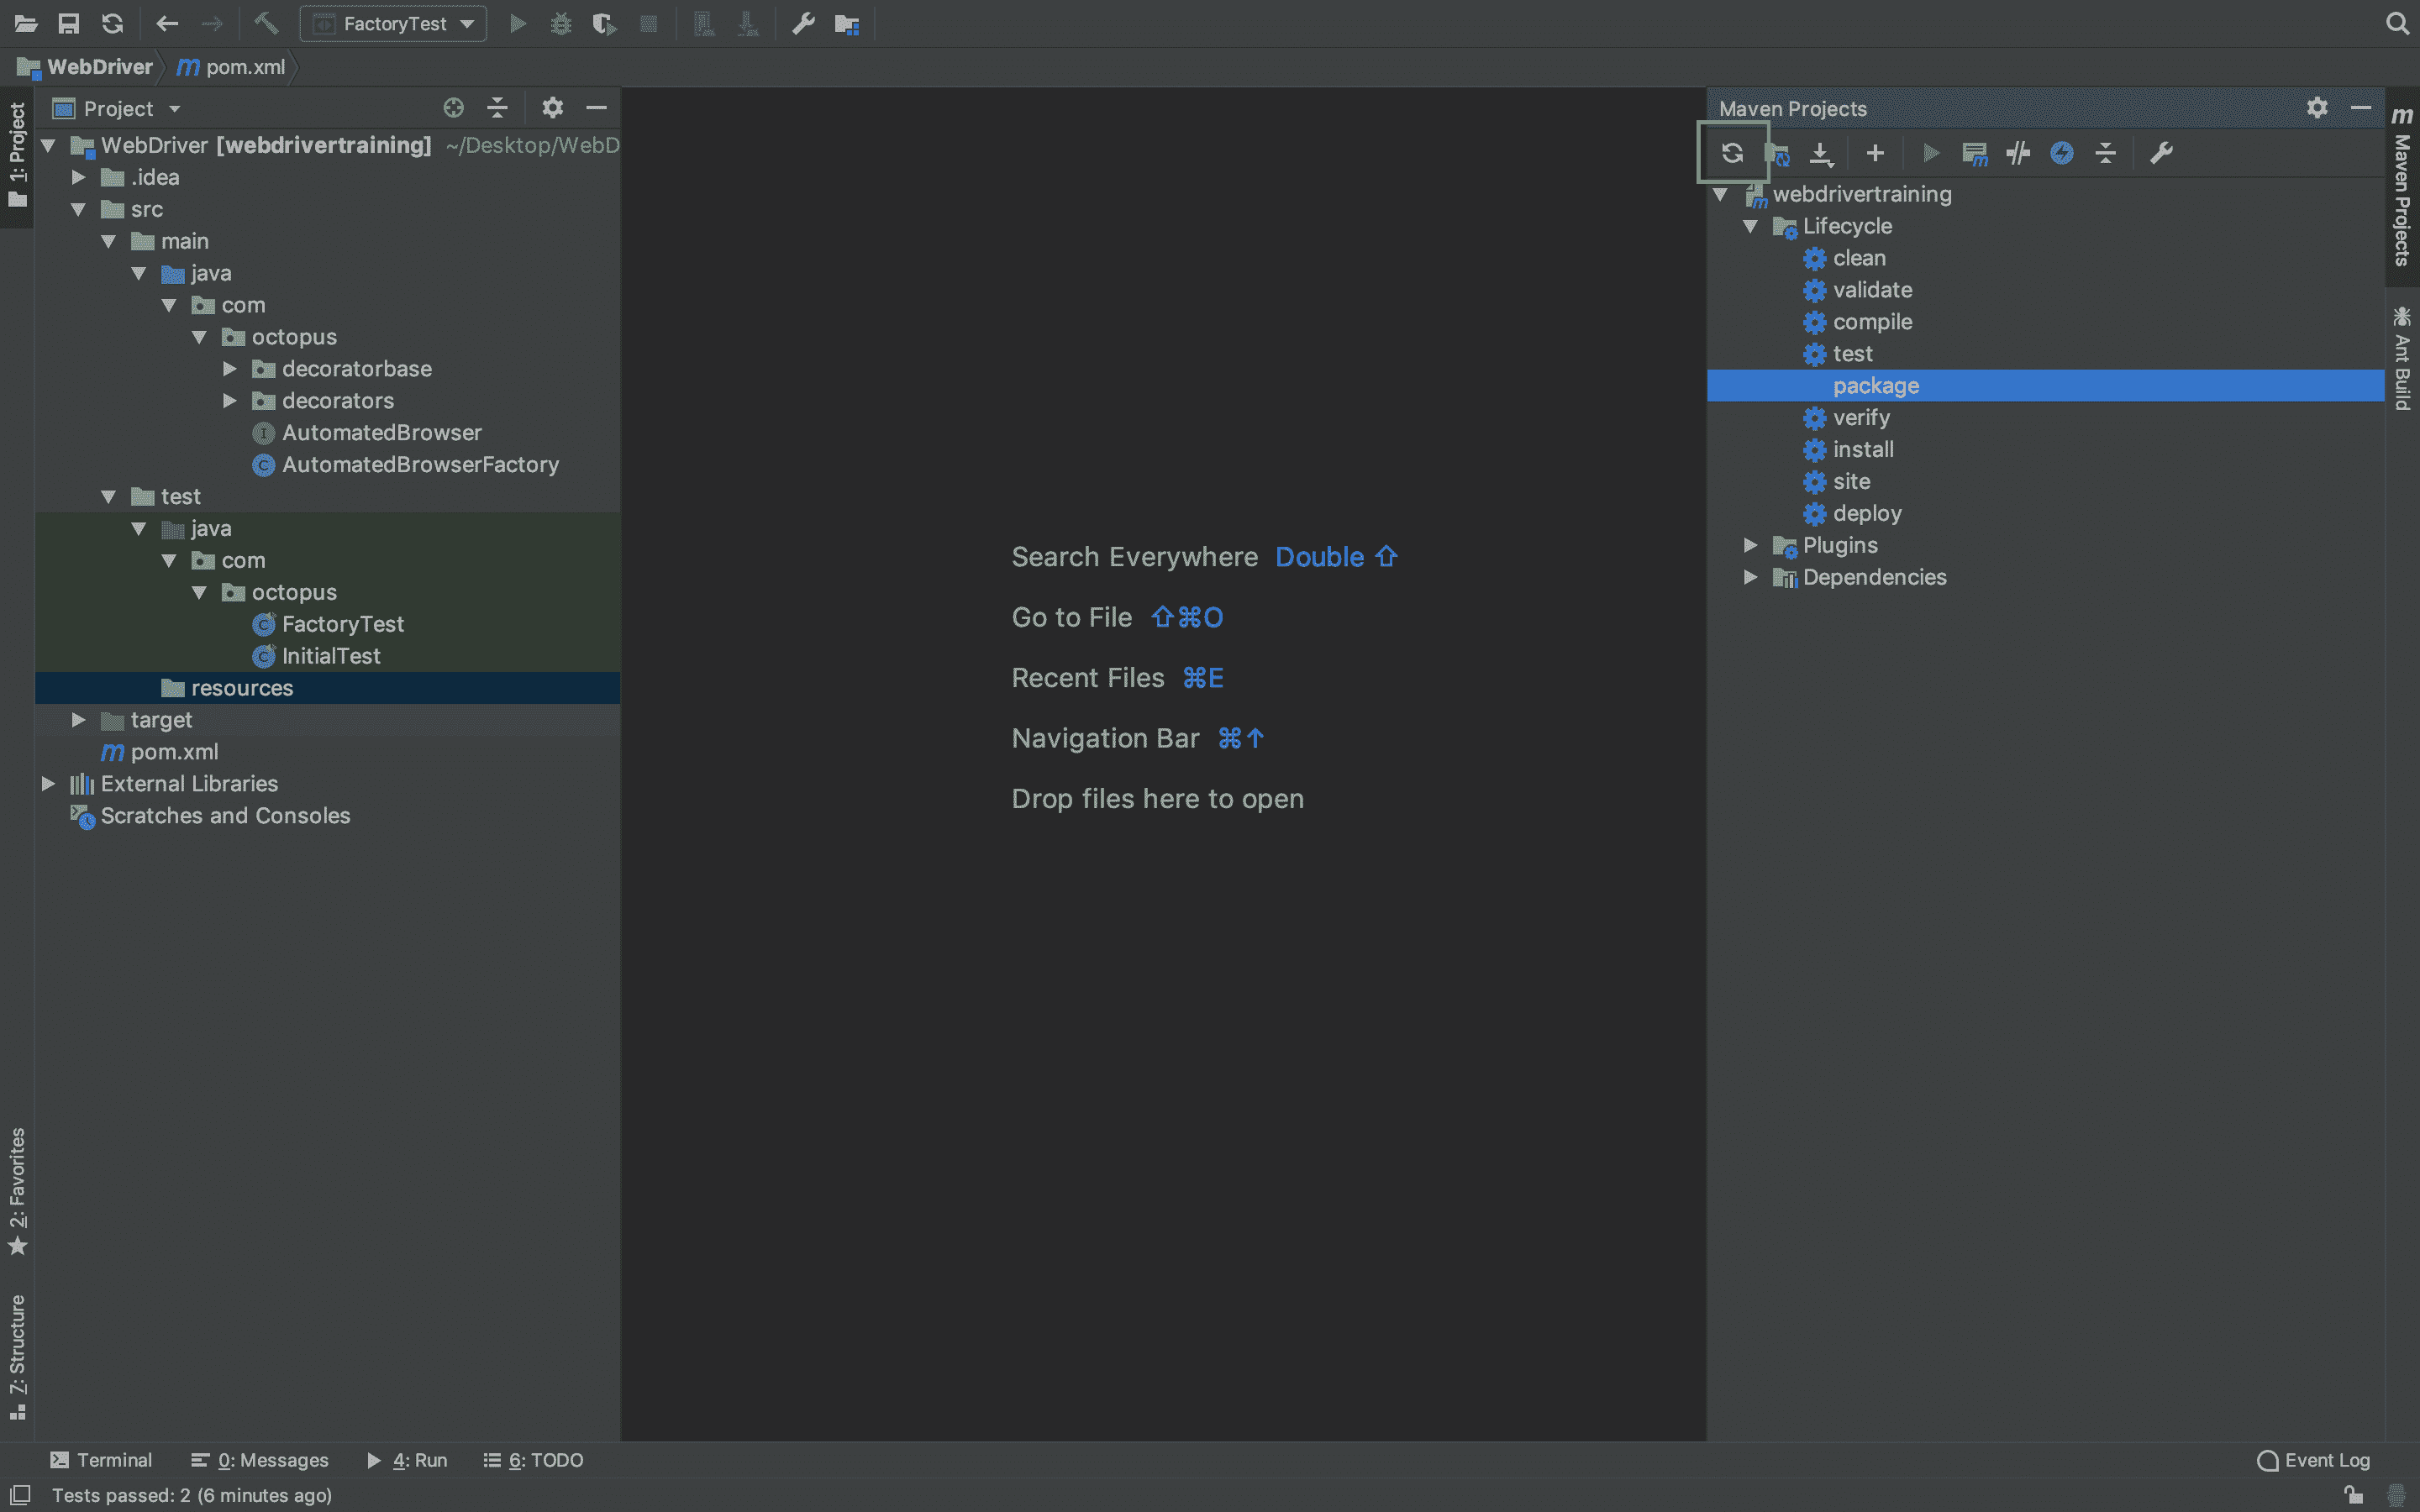 FactoryTest
WebDriver
pom.xml
1: Project
Project
WebDriver [webdrivertraining] ~/Desktop/WebD
.idea
src
main
java
com
octopus
decoratorbase
decorators
AutomatedBrowser
AutomatedBrowserFactory
test
java
com
octopus
FactoryTest
InitialTest
resources
target
pom.xml
External Libraries
Scratches and Consoles
2: Favorites
7: Structure
Search Everywhere Double ⇧
Go to File ⇧⌘O
Recent Files ⌘E
Navigation Bar ⌘↑
Drop files here to open
Maven Projects
webdrivertraining
Lifecycle
clean
validate
compile
test
package
verify
install
site
deploy
Plugins
Dependencies
Maven Projects
Ant Build
Terminal
0: Messages
4: Run
6: TODO
Event Log
Tests passed: 2 (6 minutes ago)